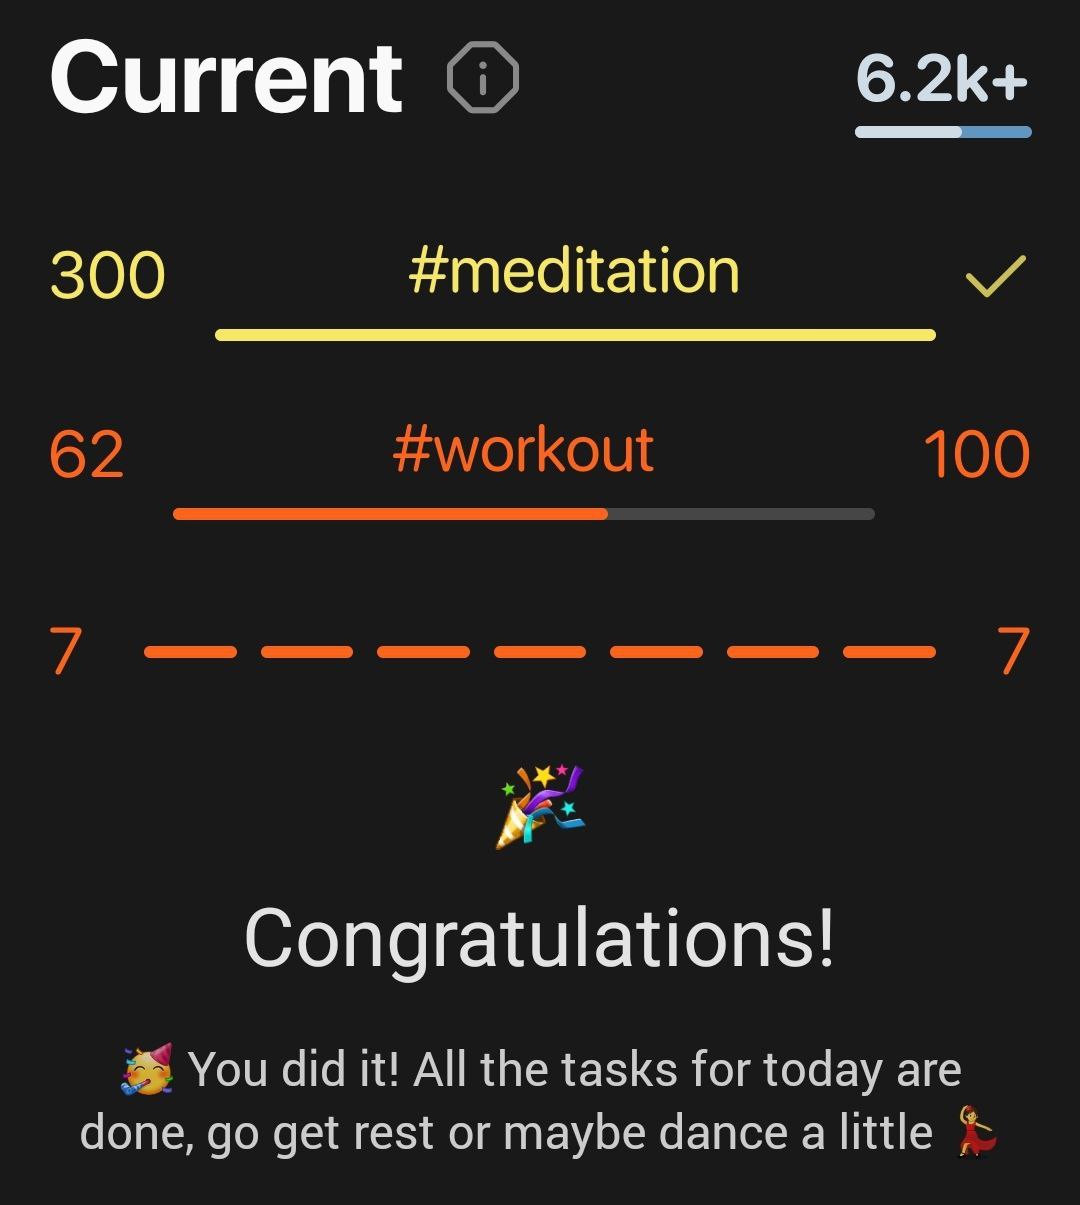 Current 6.2k+
300 #meditation
62 #workout 100
7 7
Congratulations!
🥳 You did it! All the tasks for today are
done, go get rest or maybe dance a little 💃